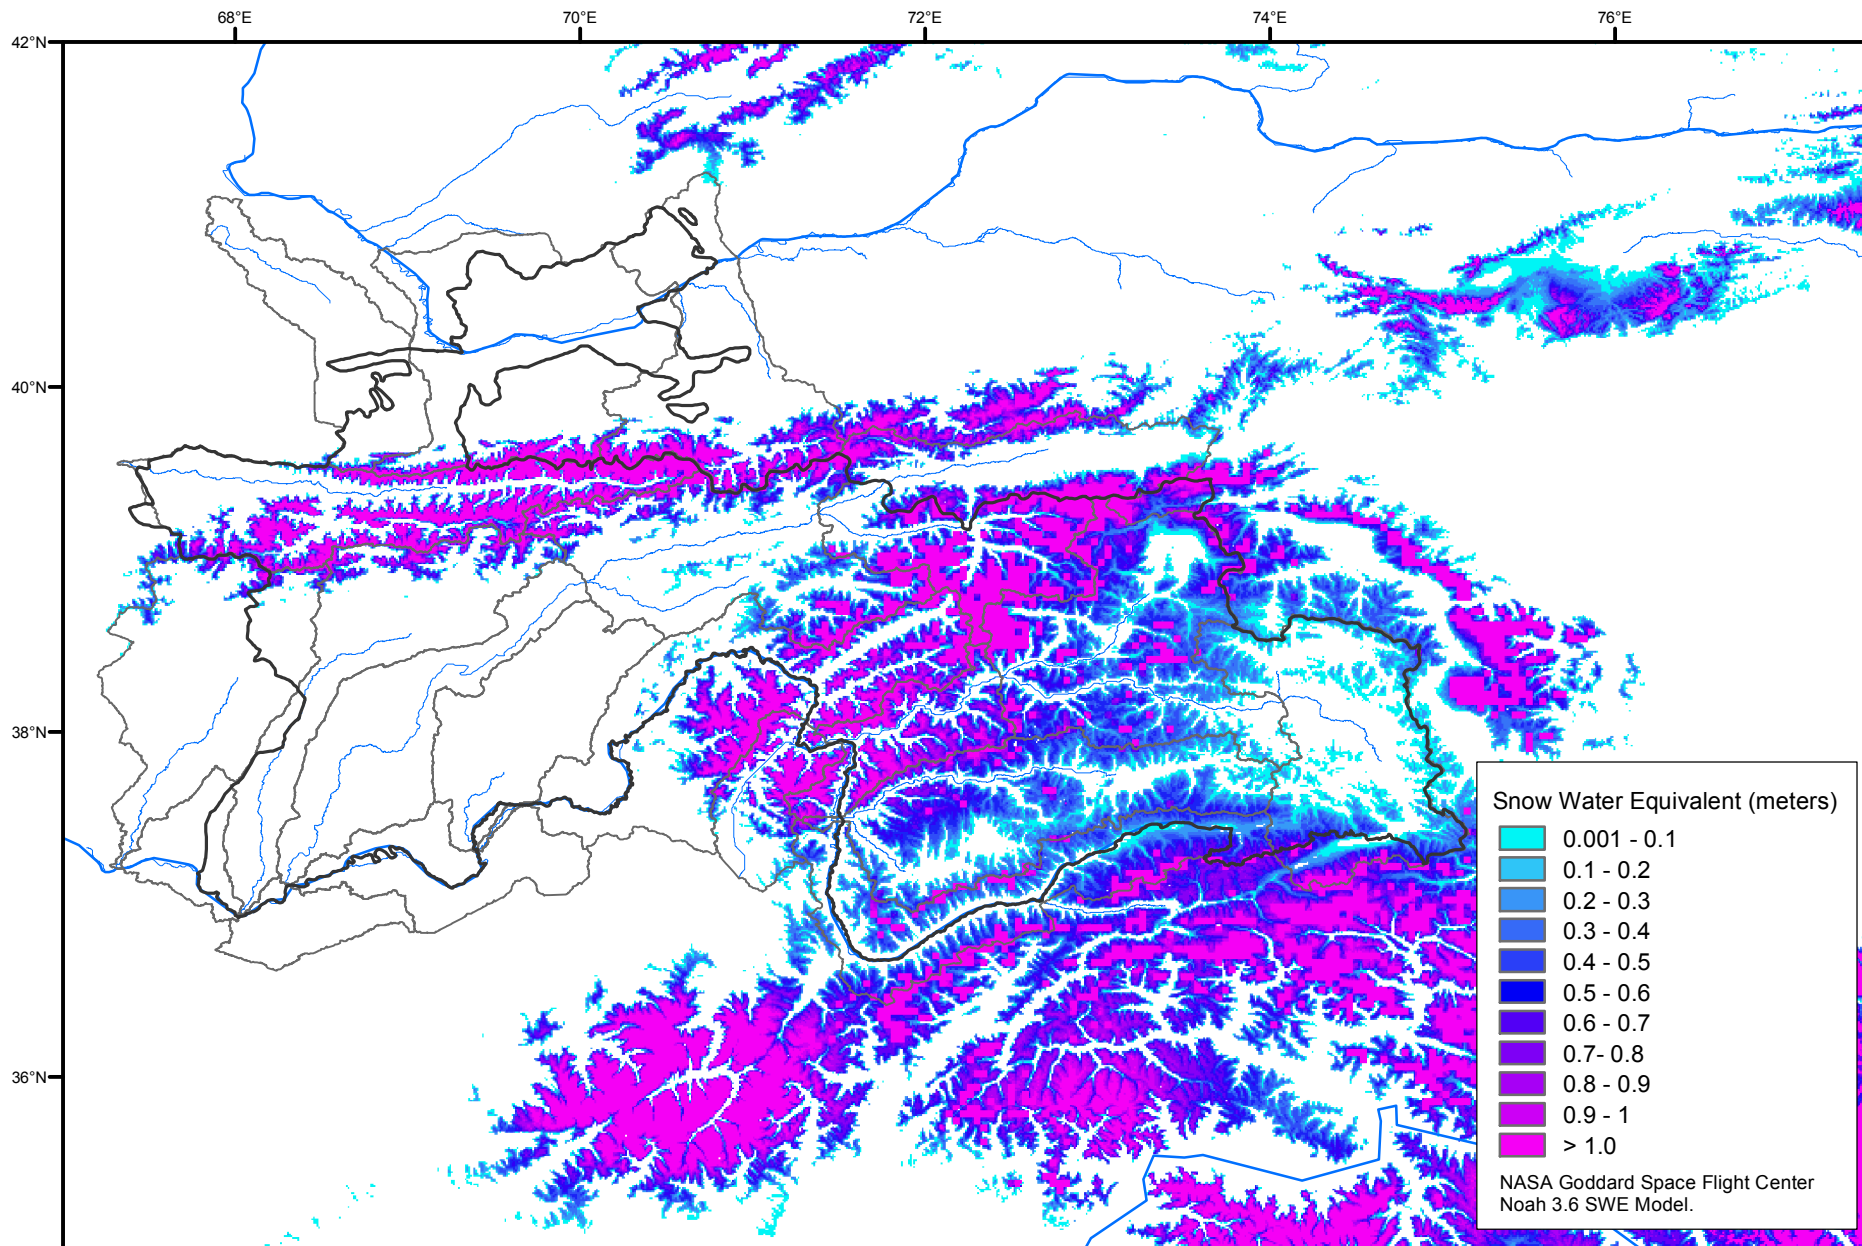 68°E
70°E
72°E
74°E
76°E
42°N
40°N
38°N
36°N
Snow Water Equivalent (meters)
0.001 - 0.1
0.1 - 0.2
0.2 - 0.3
0.3 - 0.4
0.4 - 0.5
0.5 - 0.6
0.6 - 0.7
0.7- 0.8
0.8 - 0.9
0.9 - 1
> 1.0
NASA Goddard Space Flight Center
Noah 3.6 SWE Model.